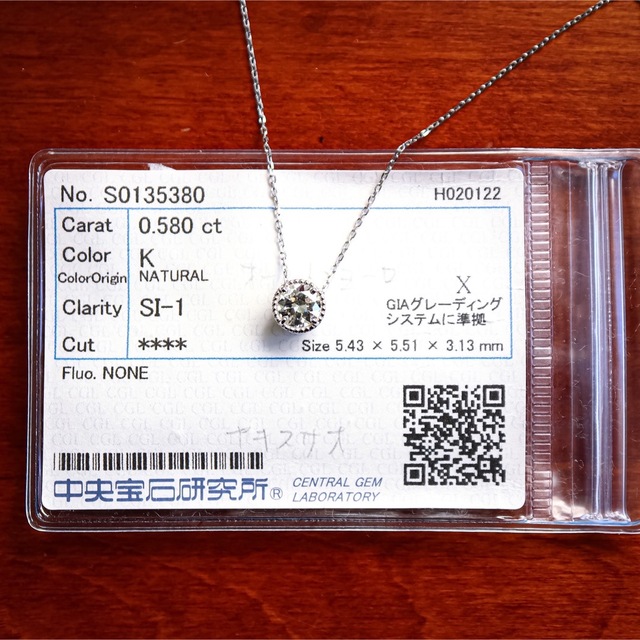 No. S0135380 H020122
Carat 0.580 ct
Color K
ColorOrigin NATURAL
X
Clarity SI-1
GIAグレーディング
システムに準拠
Cut **** Size 5.43 × 5.51 × 3.13 mm
Fluo. NONE
中央宝石研究所® CENTRAL GEM
LABORATORY